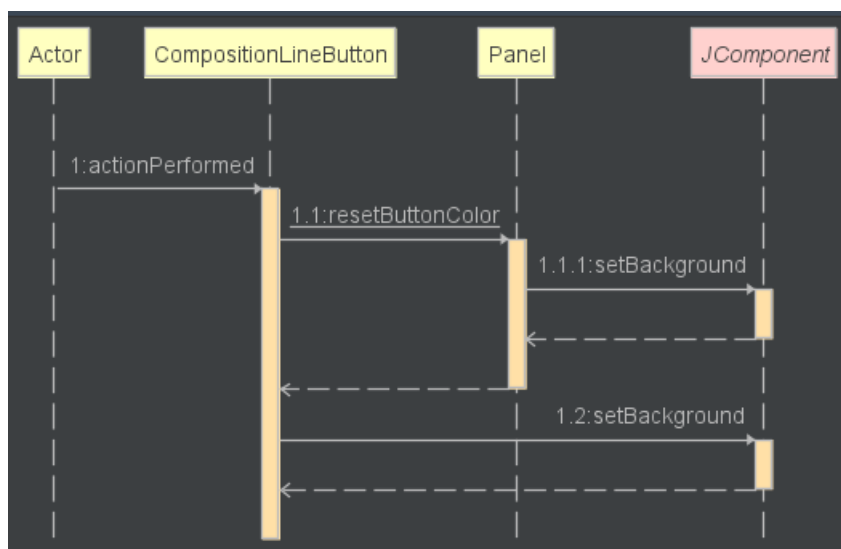 Actor
CompositionLineButton
Panel
JComponent
1:actionPerformed
1.1:resetButtonColor
1.1.1:setBackground
1.2:setBackground